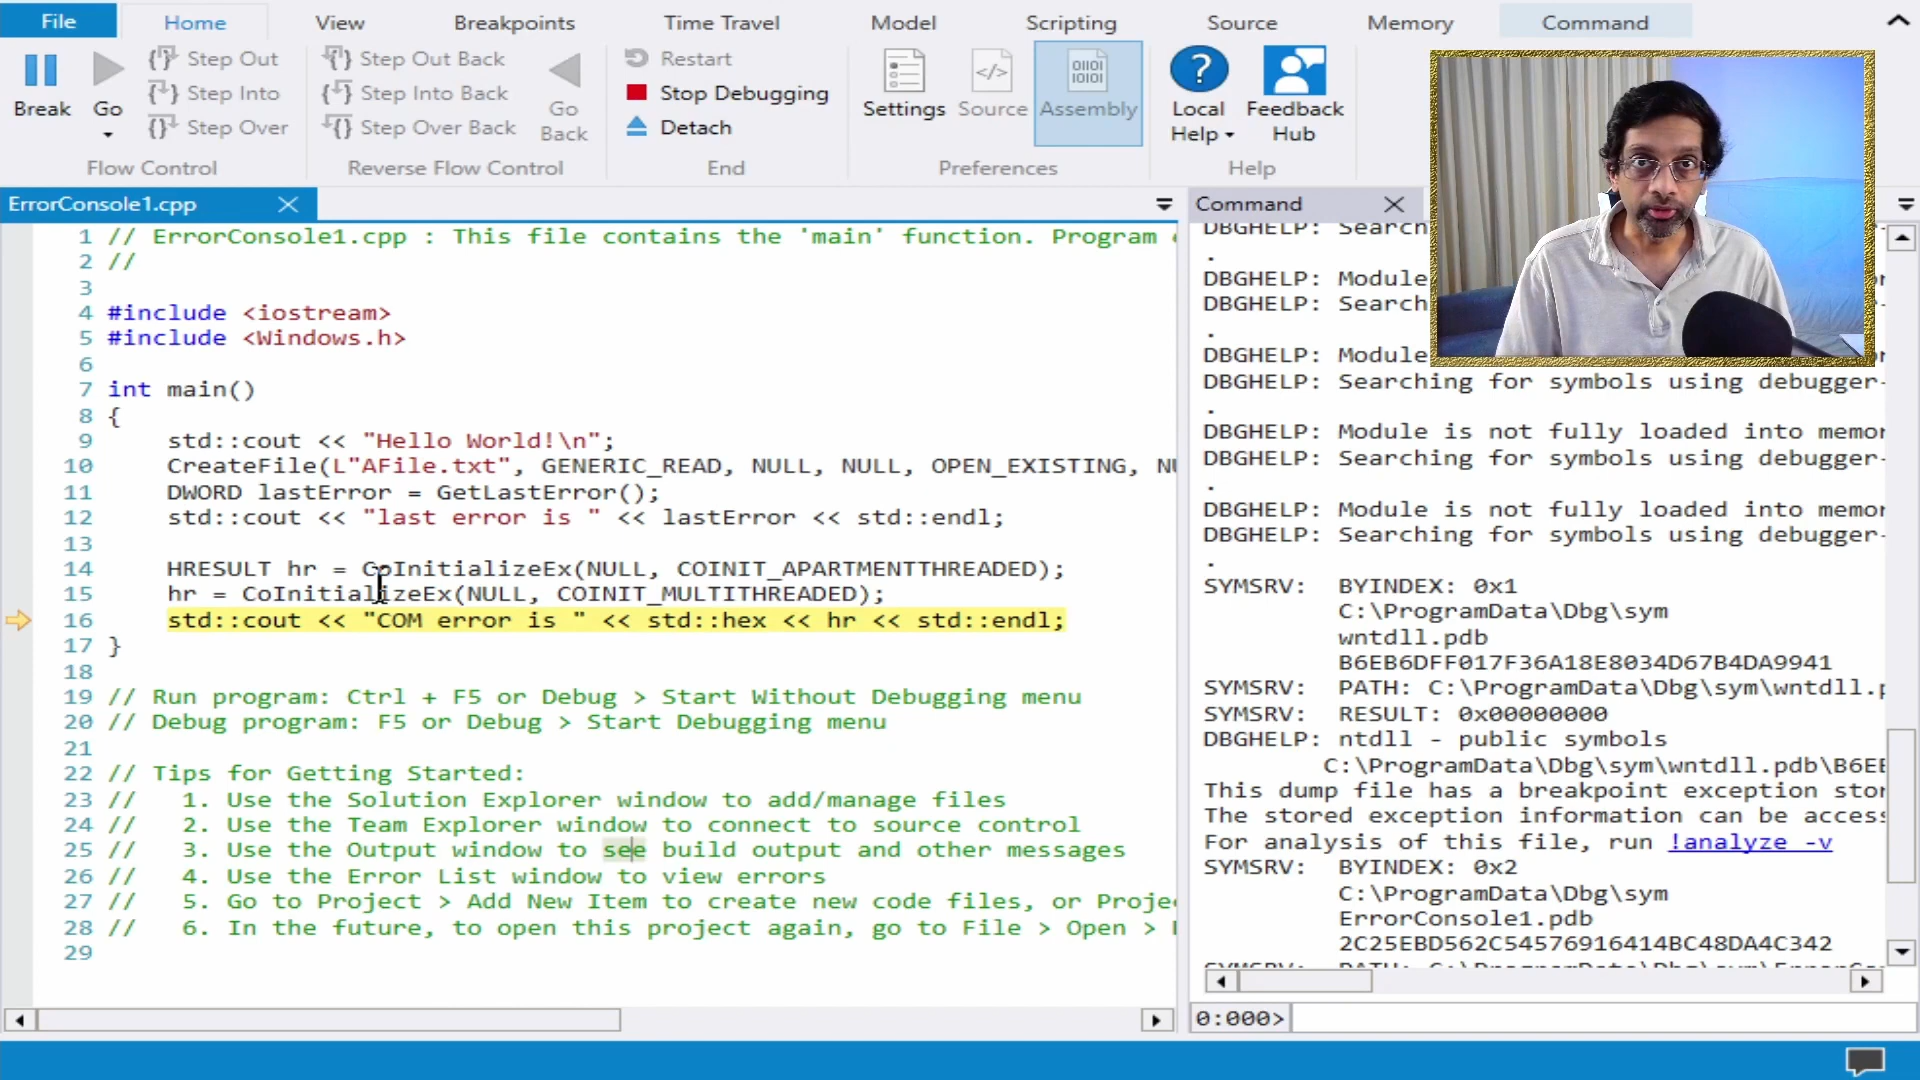 File Home View Breakpoints Time Travel Model Scripting Source Memory Command
Break
Go
Step Out
Step Into
Step Over
Flow Control
Step Out Back
Step Into Back
Step Over Back
Go Back
Reverse Flow Control
Restart
Stop Debugging
Detach
End
Settings
Source
Assembly
Preferences
Local Help
Feedback Hub
Help
ErrorConsole1.cpp
1 // ErrorConsole1.cpp : This file contains the 'main' function. Program
2 //
3
4 #include <iostream>
5 #include <Windows.h>
6
7 int main()
8 {
9 std::cout << "Hello World!\n";
10 CreateFile(L"AFile.txt", GENERIC_READ, NULL, NULL, OPEN_EXISTING,
11 DWORD lastError = GetLastError();
12 std::cout << "last error is " << lastError << std::endl;
13
14 HRESULT hr = CoInitializeEx(NULL, COINIT_APARTMENTTHREADED);
15 hr = CoInitializeEx(NULL, COINIT_MULTITHREADED);
16 std::cout << "COM error is " << std::hex << hr << std::endl;
17 }
18
19 // Run program: Ctrl + F5 or Debug > Start Without Debugging menu
20 // Debug program: F5 or Debug > Start Debugging menu
21
22 // Tips for Getting Started:
23 // 1. Use the Solution Explorer window to add/manage files
24 // 2. Use the Team Explorer window to connect to source control
25 // 3. Use the Output window to see build output and other messages
26 // 4. Use the Error List window to view errors
27 // 5. Go to Project > Add New Item to create new code files, or Proje
28 // 6. In the future, to open this project again, go to File > Open >
29
Command
DBGHELP: Search
.
DBGHELP: Module
DBGHELP: Search
.
DBGHELP: Module
DBGHELP: Searching for symbols using debugger-
.
DBGHELP: Module is not fully loaded into memor
DBGHELP: Searching for symbols using debugger-
.
DBGHELP: Module is not fully loaded into memor
DBGHELP: Searching for symbols using debugger-
.
SYMSRV: BYINDEX: 0x1
C:\ProgramData\Dbg\sym
wntdll.pdb
B6EB6DFF017F36A18E8034D67B4DA9941
SYMSRV: PATH: C:\ProgramData\Dbg\sym\wntdll.p
SYMSRV: RESULT: 0x00000000
DBGHELP: ntdll - public symbols
C:\ProgramData\Dbg\sym\wntdll.pdb\B6EE
This dump file has a breakpoint exception stor
The stored exception information can be access
For analysis of this file, run !analyze -v
SYMSRV: BYINDEX: 0x2
C:\ProgramData\Dbg\sym
ErrorConsole1.pdb
2C25EBD562C54576916414BC48DA4C342
0:000>